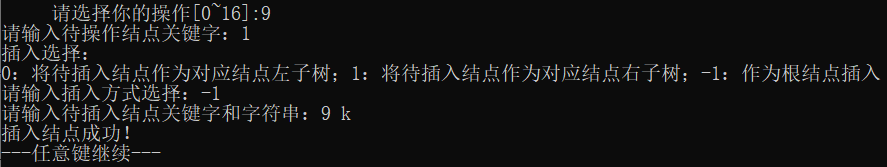 请选择你的操作[0~16]:9
请输入待操作结点关键字：1
插入选择：
0：将待插入结点作为对应结点左子树；1：将待插入结点作为对应结点右子树；-1：作为根结点插入
请输入插入方式选择：-1
请输入待插入结点关键字和字符串：9 k
插入结点成功！
---任意键继续---